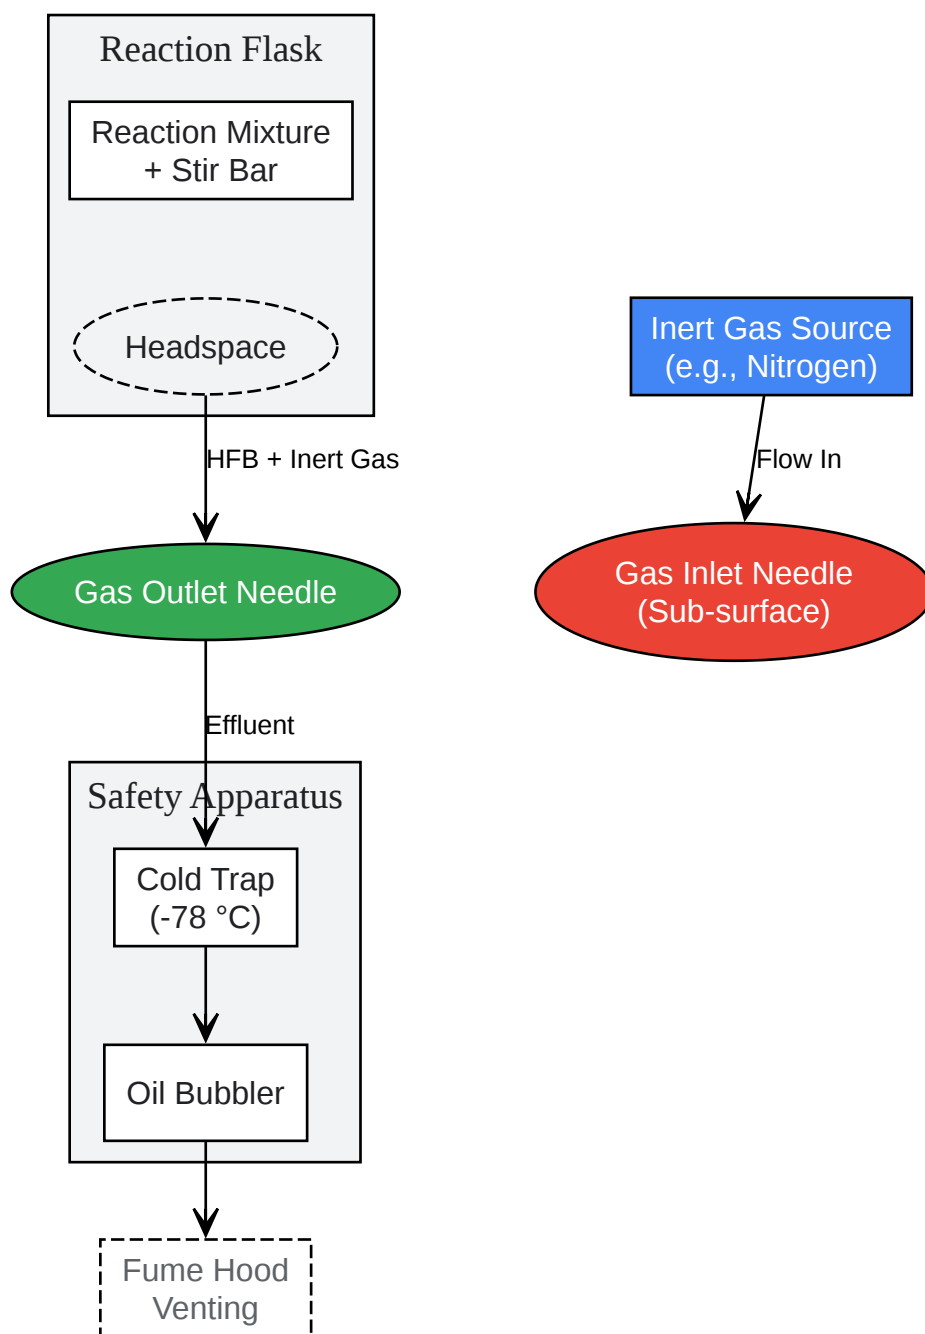 Reaction Flask
Reaction Mixture
+ Stir Bar
Headspace
Inert Gas Source
(e.g., Nitrogen)
HFB + Inert Gas
Flow In
Gas Outlet Needle
Gas Inlet Needle
(Sub-surface)
Effluent
Safety Apparatus
Cold Trap
(-78 °C)
Oil Bubbler
Fume Hood
Venting